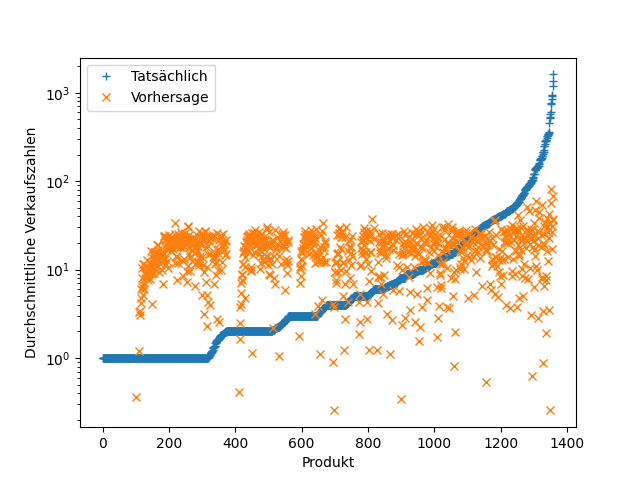 Tatsächlich
Vorhersage
Durchschnittliche Verkaufszahlen
10³
10²
10¹
10⁰
0 200 400 600 800 1000 1200 1400
Produkt